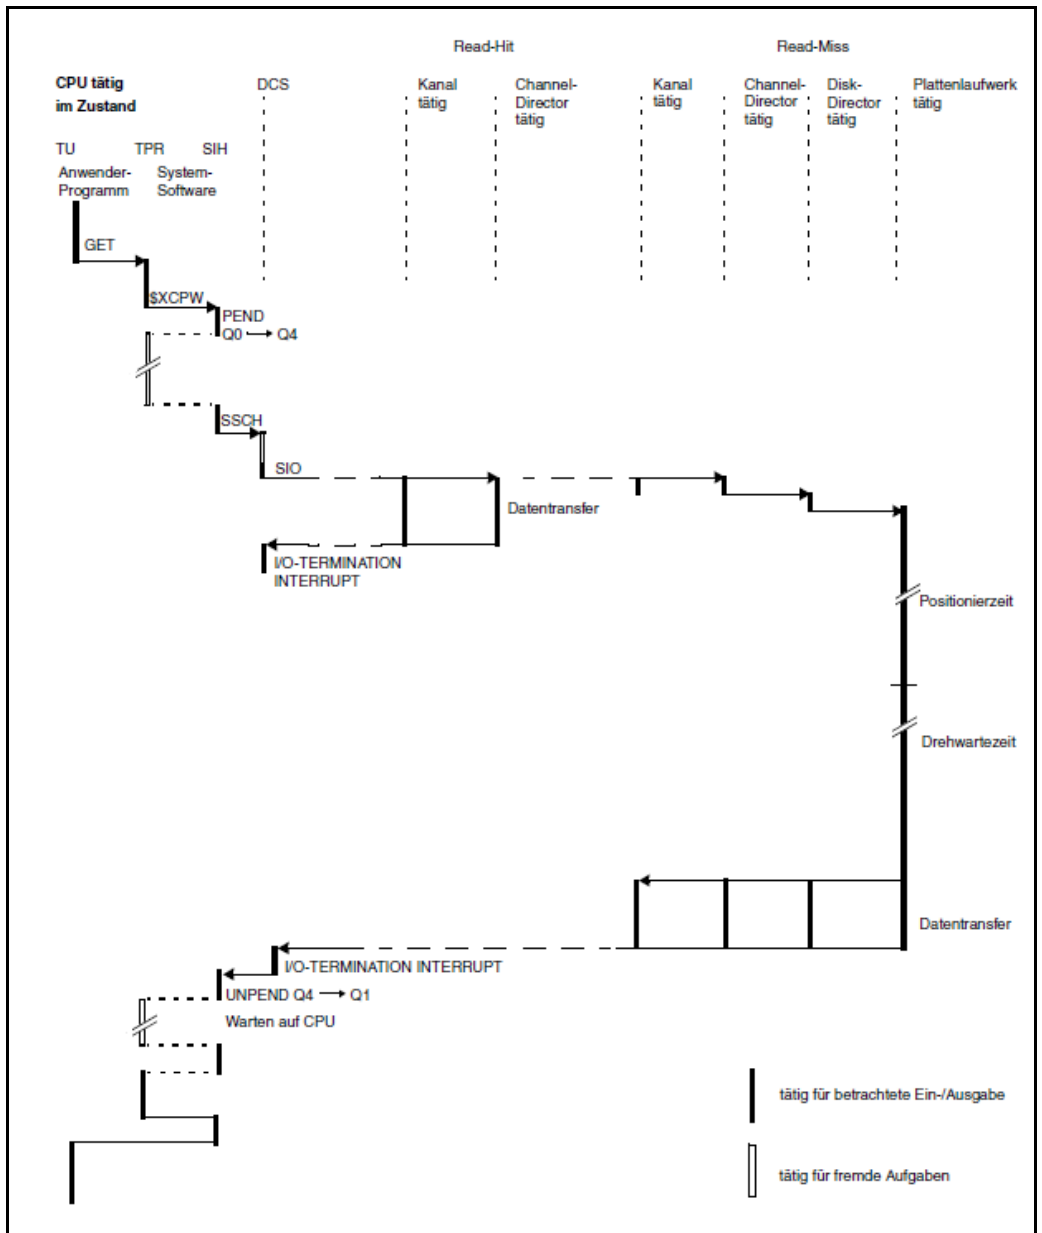 Read-Hit
Read-Miss
CPU tätig
im Zustand
DCS
Kanal
tätig
Channel-
Director
tätig
Kanal
tätig
Channel-
Director
tätig
Disk-
Director
tätig
Plattenlaufwerk
tätig
TU
TPR
SIH
Anwender-
Programm
System-
Software
GET
$XCPW
PEND
Q0 → Q4
SSCH
SIO
Datentransfer
I/O-TERMINATION
INTERRUPT
Positionierzeit
Drehwartezeit
Datentransfer
I/O-TERMINATION INTERRUPT
UNPEND Q4 → Q1
Warten auf CPU
tätig für betrachtete Ein-/Ausgabe
tätig für fremde Aufgaben